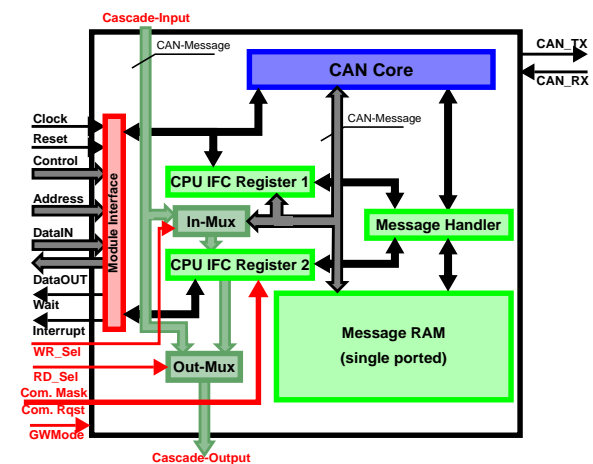 Cascade-Input
CAN-Message
CAN_TX
CAN Core
CAN_RX
Clock
CAN-Message
Reset
Control
CPU IFC Register 1
Address
Module Interface
In-Mux
Message Handler
DataIN
CPU IFC Register 2
DataOUT
Wait
Interrupt
Message RAM
(single ported)
WR_Sel
Out-Mux
RD_Sel
Com. Mask
Com. Rqst
GWMode
Cascade-Output